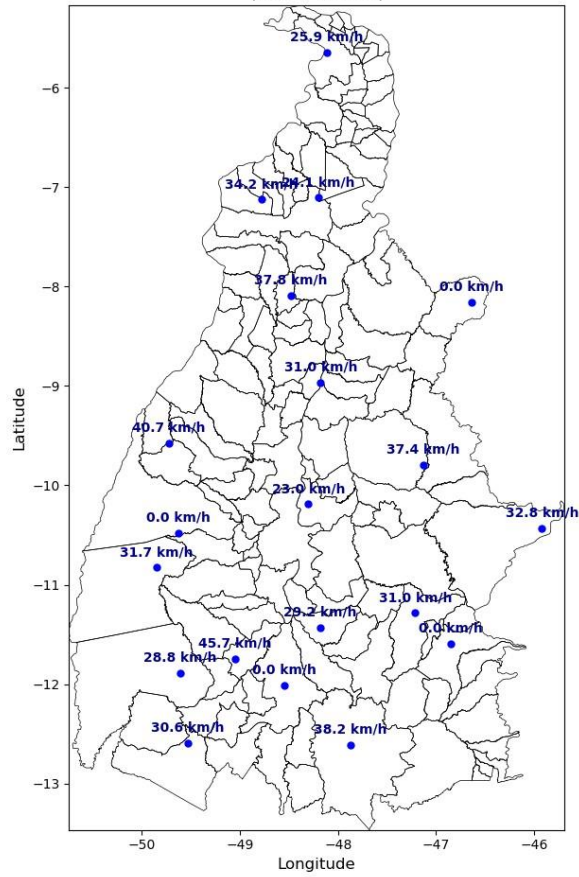 25.9 km/h
−6
34.2 km/h
24.1 km/h
−7
37.8 km/h
0.0 km/h
−8
31.0 km/h
−9
40.7 km/h
37.4 km/h
−10
23.0 km/h
0.0 km/h
32.8 km/h
31.7 km/h
−11
31.0 km/h
29.2 km/h
0.0 km/h
45.7 km/h
28.8 km/h
0.0 km/h
−12
30.6 km/h
38.2 km/h
−13
Latitude
−50 −49 −48 −47 −46
Longitude